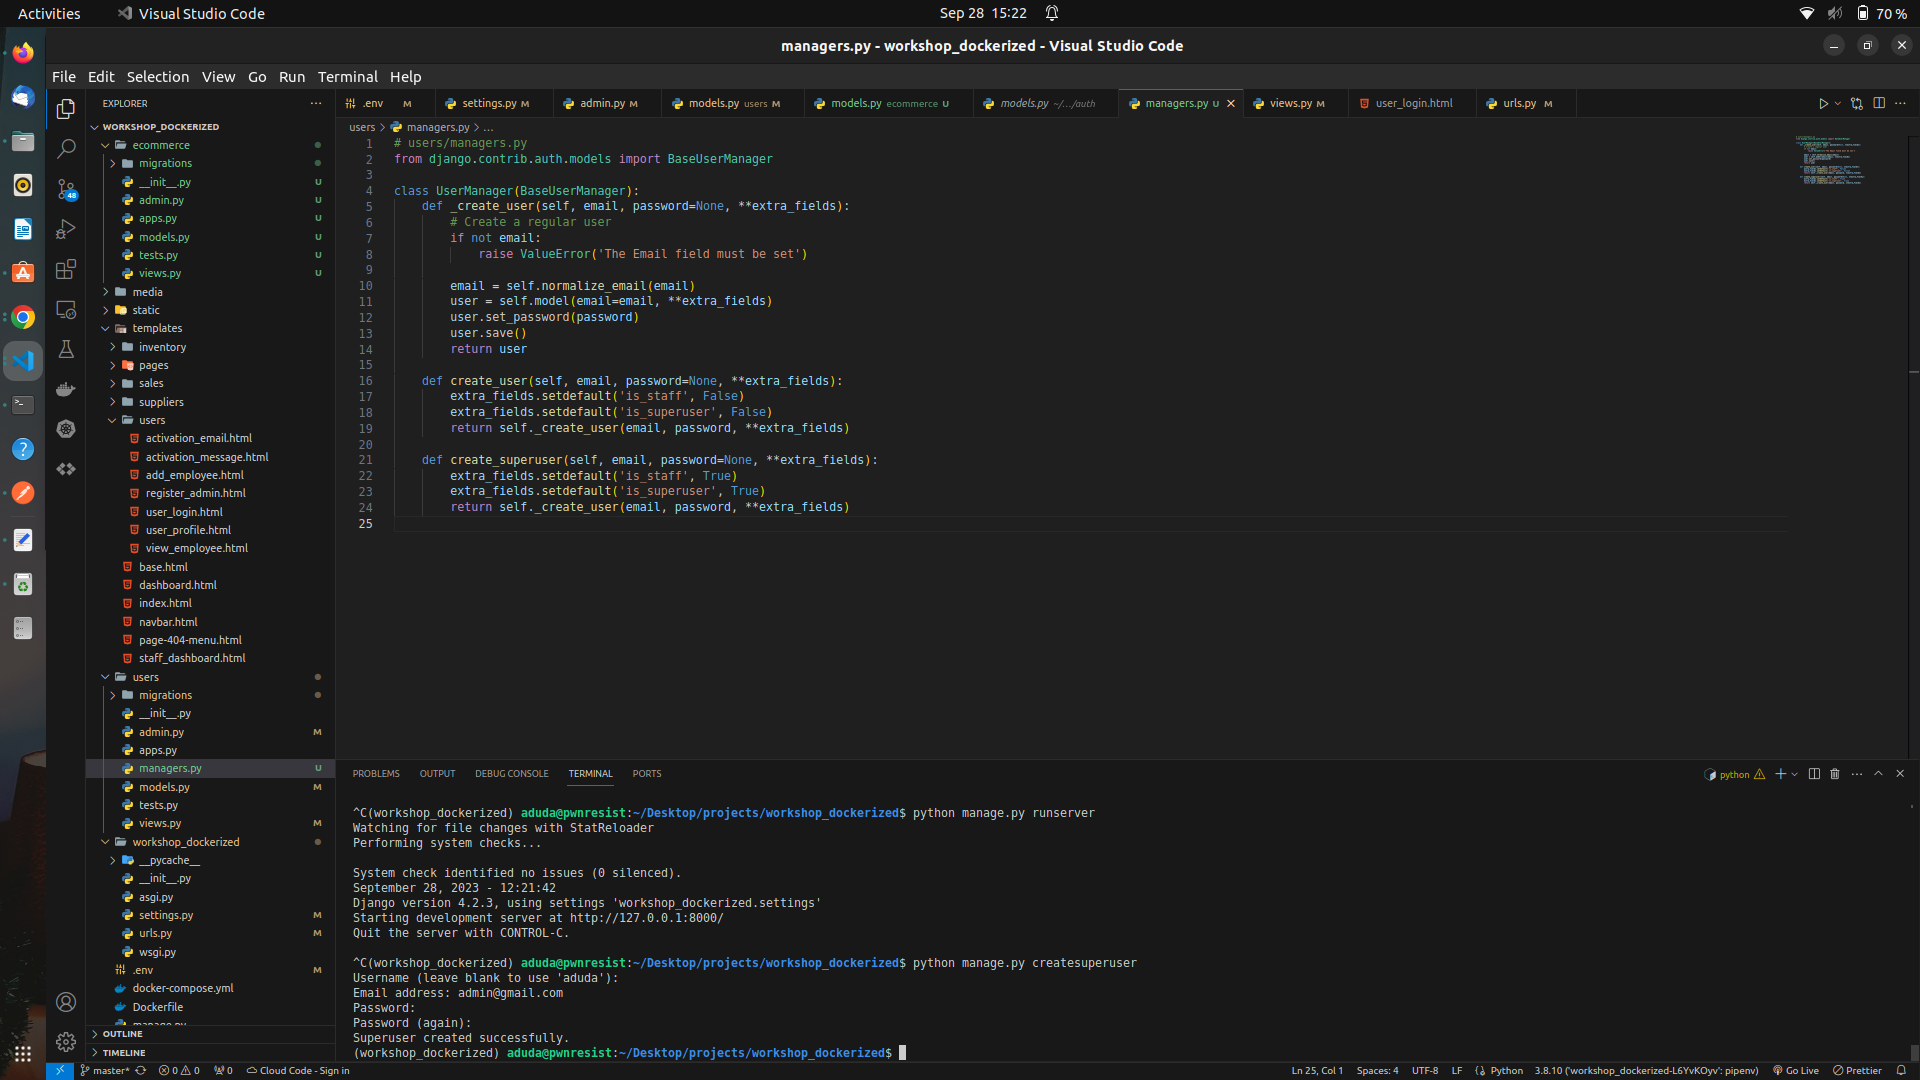 Activities
Visual Studio Code
Sep 28 15:22
70 %
managers.py - workshop_dockerized - Visual Studio Code
File Edit Selection View Go Run Terminal Help
EXPLORER
WORKSHOP_DOCKERIZED
ecommerce
migrations
__init__.py U
admin.py U
apps.py U
models.py U
tests.py U
views.py U
media
static
templates
inventory
pages
sales
suppliers
users
activation_email.html
activation_message.html
add_employee.html
register_admin.html
user_login.html
user_profile.html
view_employee.html
base.html
dashboard.html
index.html
navbar.html
page-404-menu.html
staff_dashboard.html
users
migrations
__init__.py
admin.py M
apps.py
managers.py U
models.py M
tests.py
views.py M
workshop_dockerized
__pycache__
__init__.py
asgi.py
settings.py M
urls.py M
wsgi.py
.env M
docker-compose.yml
Dockerfile
manage.py
OUTLINE
TIMELINE
48
.env M
settings.py M
admin.py M
models.py users M
models.py ecommerce U
models.py ~/.../auth
managers.py U
views.py M
user_login.html
urls.py M
users > managers.py > ...
1 # users/managers.py
2 from django.contrib.auth.models import BaseUserManager
3
4 class UserManager(BaseUserManager):
5 def _create_user(self, email, password=None, **extra_fields):
6 # Create a regular user
7 if not email:
8 raise ValueError('The Email field must be set')
9
10 email = self.normalize_email(email)
11 user = self.model(email=email, **extra_fields)
12 user.set_password(password)
13 user.save()
14 return user
15
16 def create_user(self, email, password=None, **extra_fields):
17 extra_fields.setdefault('is_staff', False)
18 extra_fields.setdefault('is_superuser', False)
19 return self._create_user(email, password, **extra_fields)
20
21 def create_superuser(self, email, password=None, **extra_fields):
22 extra_fields.setdefault('is_staff', True)
23 extra_fields.setdefault('is_superuser', True)
24 return self._create_user(email, password, **extra_fields)
25
PROBLEMS OUTPUT DEBUG CONSOLE TERMINAL PORTS
python
^C(workshop_dockerized) aduda@pwnresist:~/Desktop/projects/workshop_dockerized$ python manage.py runserver
Watching for file changes with StatReloader
Performing system checks...
System check identified no issues (0 silenced).
September 28, 2023 - 12:21:42
Django version 4.2.3, using settings 'workshop_dockerized.settings'
Starting development server at http://127.0.0.1:8000/
Quit the server with CONTROL-C.
^C(workshop_dockerized) aduda@pwnresist:~/Desktop/projects/workshop_dockerized$ python manage.py createsuperuser
Username (leave blank to use 'aduda'):
Email address: admin@gmail.com
Password:
Password (again):
Superuser created successfully.
(workshop_dockerized) aduda@pwnresist:~/Desktop/projects/workshop_dockerized$
master* 0 0 0 Cloud Code - Sign in
Ln 25, Col 1 Spaces: 4 UTF-8 LF Python 3.8.10 ('workshop_dockerized-L6YvKOyv': pipenv) Go Live Prettier